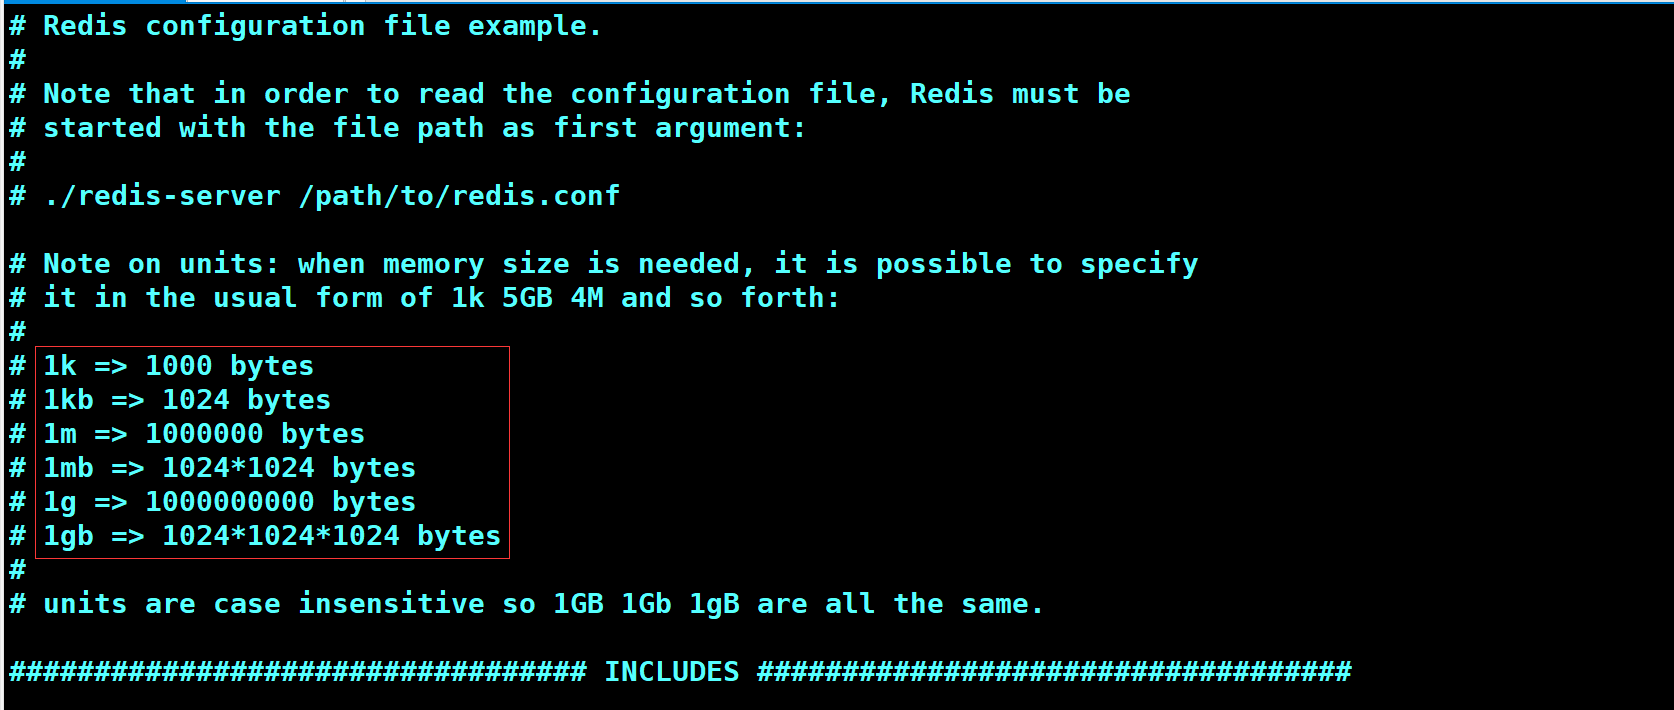 # Redis configuration file example.
#
# Note that in order to read the configuration file, Redis must be
# started with the file path as first argument:
#
# ./redis-server /path/to/redis.conf

# Note on units: when memory size is needed, it is possible to specify
# it in the usual form of 1k 5GB 4M and so forth:
#
# 1k => 1000 bytes
# 1kb => 1024 bytes
# 1m => 1000000 bytes
# 1mb => 1024*1024 bytes
# 1g => 1000000000 bytes
# 1gb => 1024*1024*1024 bytes
#
# units are case insensitive so 1GB 1Gb 1gB are all the same.

################################## INCLUDES ###################################